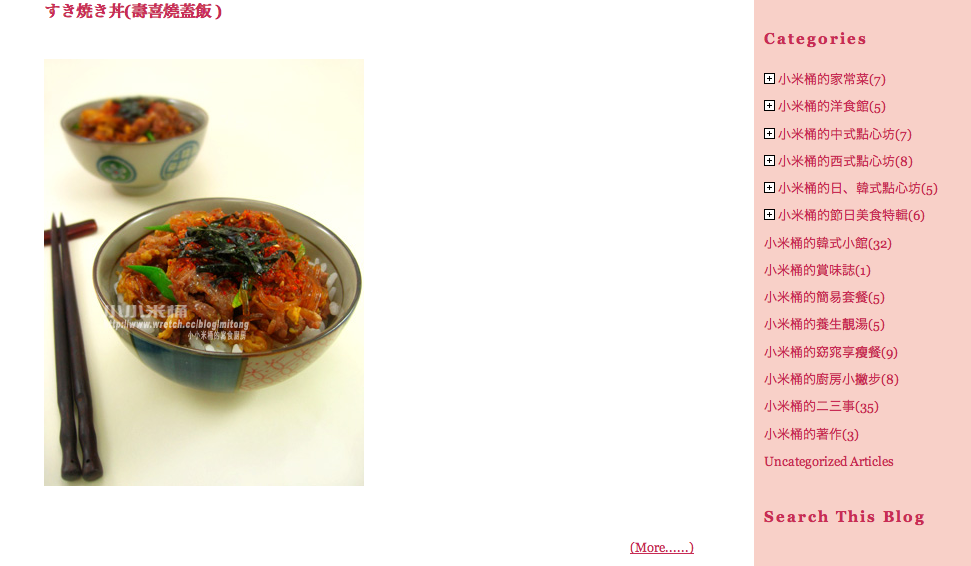 すき焼き丼(壽喜燒蓋飯 )
小小米桶
http://www.wretch.cc/blog/mitong
小小米桶的美食廚房
(More......)
Categories
小米桶的家常菜(7)
小米桶的洋食館(5)
小米桶的中式點心坊(7)
小米桶的西式點心坊(8)
小米桶的日、韓式點心坊(5)
小米桶的節日美食特輯(6)
小米桶的韓式小館(32)
小米桶的賞味誌(1)
小米桶的簡易套餐(5)
小米桶的養生靚湯(5)
小米桶的窈窕享瘦餐(9)
小米桶的廚房小撇步(8)
小米桶的二三事(35)
小米桶的著作(3)
Uncategorized Articles
Search This Blog